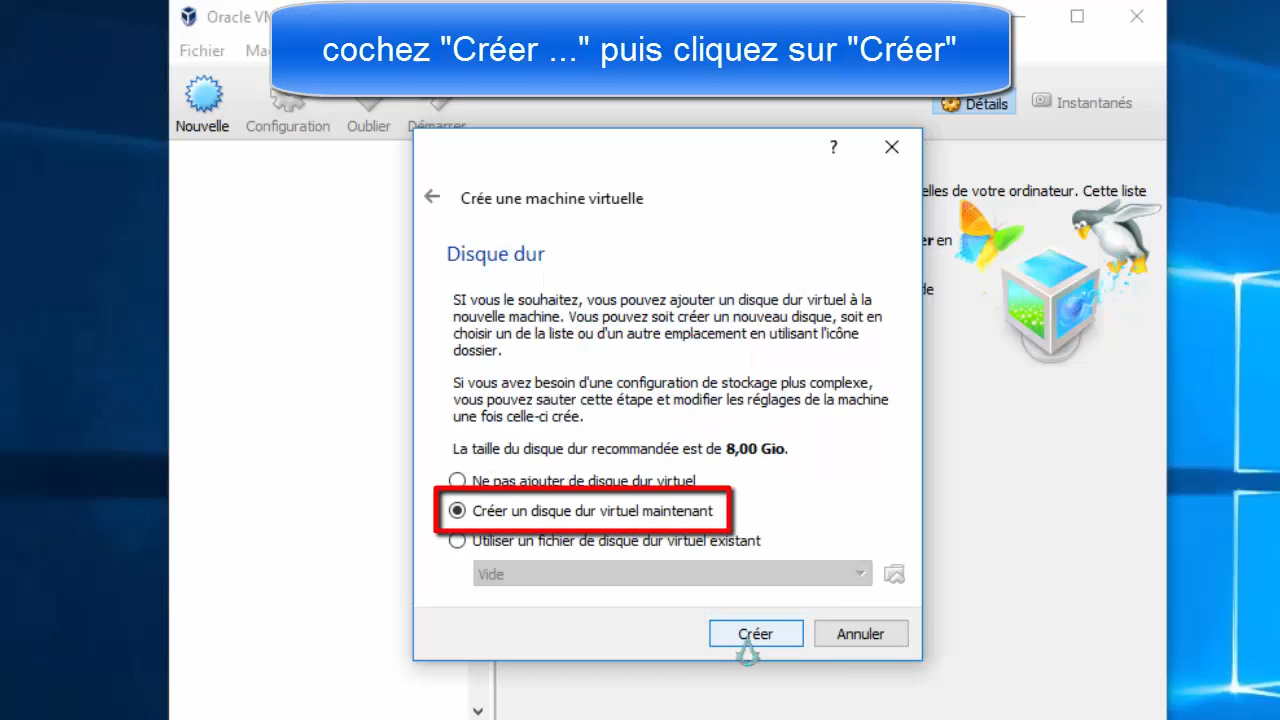 Oracle VM
cochez "Créer ..." puis cliquez sur "Créer"
Fichier Ma
Nouvelle Configuration Oublier Démarrer
Détails Instantanés
?
Crée une machine virtuelle
elles de votre ordinateur. Cette liste
er en
de
Disque dur
SI vous le souhaitez, vous pouvez ajouter un disque dur virtuel à la
nouvelle machine. Vous pouvez soit créer un nouveau disque, soit en
choisir un de la liste ou d'un autre emplacement en utilisant l'icône
dossier.
Si vous avez besoin d'une configuration de stockage plus complexe,
vous pouvez sauter cette étape et modifier les réglages de la machine
une fois celle-ci crée.
La taille du disque dur recommandée est de 8,00 Gio.
Ne pas ajouter de disque dur virtuel
Créer un disque dur virtuel maintenant
Utiliser un fichier de disque dur virtuel existant
Vide
Créer Annuler